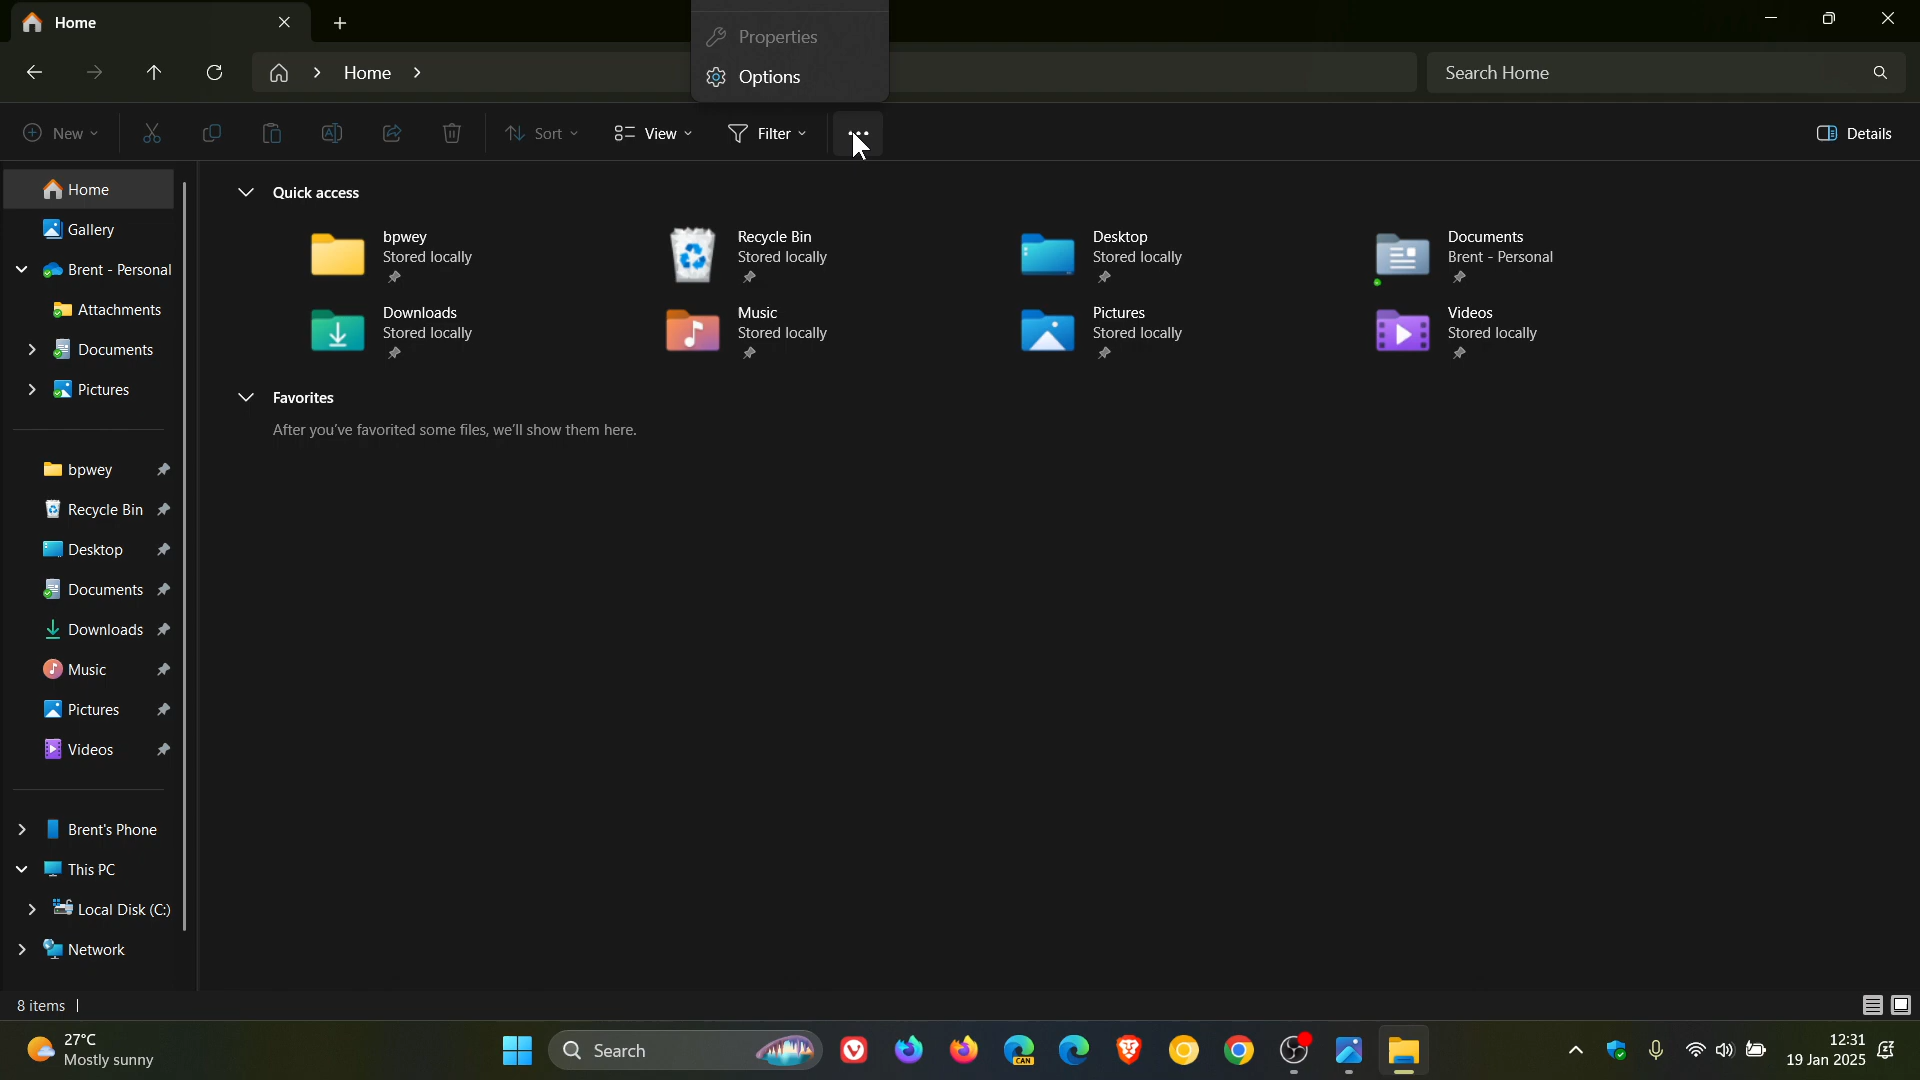 Home
Properties
Options
Home
Search Home
New
Sort
View
Filter
Details
Home
Gallery
Brent - Personal
Attachments
Documents
Pictures
bpwey
Recycle Bin
Desktop
Documents
Downloads
Music
Pictures
Videos
Brent's Phone
This PC
Local Disk (C:)
Network
Quick access
bpwey
Stored locally
Recycle Bin
Stored locally
Desktop
Stored locally
Documents
Brent - Personal
Downloads
Stored locally
Music
Stored locally
Pictures
Stored locally
Videos
Stored locally
Favorites
After you've favorited some files, we'll show them here.
8 items
27°C
Mostly sunny
Search
CAN
12:31
19 Jan 2025